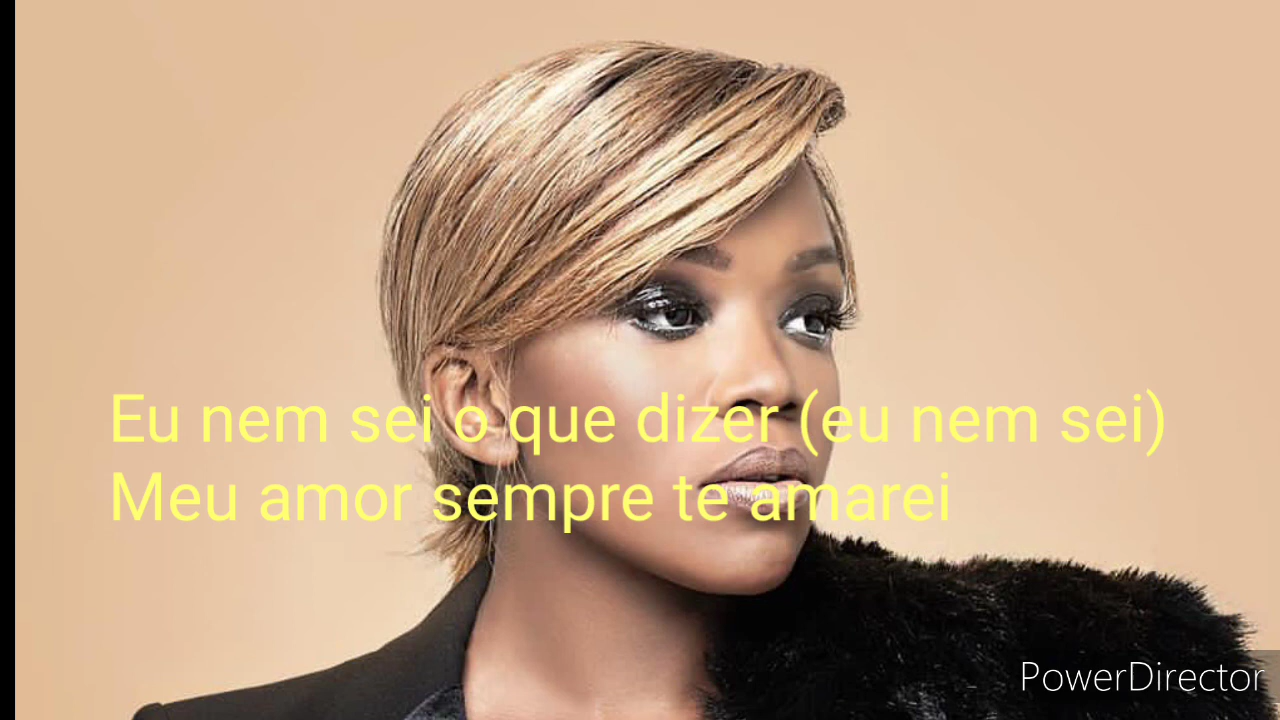 Eu nem sei o que dizer (eu nem sei)
Meu amor sempre te amarei
PowerDirector